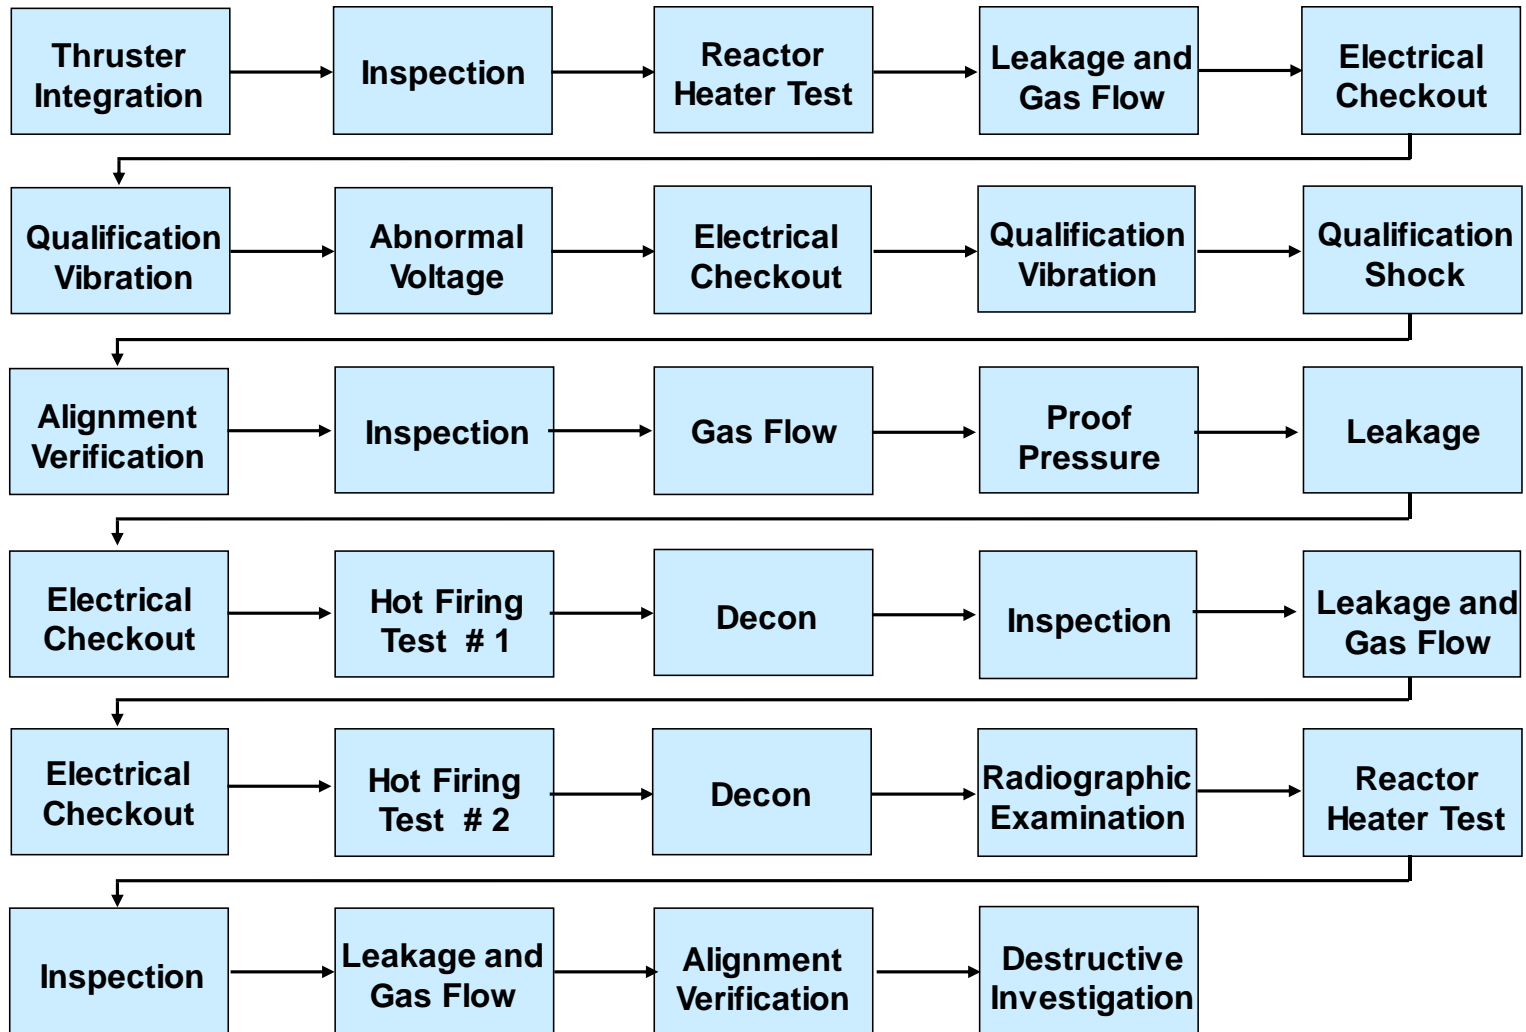 Thruster
Integration
Inspection
Reactor
Heater Test
Leakage and
Gas Flow
Electrical
Checkout
Qualification
Vibration
Abnormal
Voltage
Electrical
Checkout
Qualification
Vibration
Qualification
Shock
Alignment
Verification
Inspection
Gas Flow
Proof
Pressure
Leakage
Electrical
Checkout
Hot Firing
Test # 1
Decon
Inspection
Leakage and
Gas Flow
Electrical
Checkout
Hot Firing
Test # 2
Decon
Radiographic
Examination
Reactor
Heater Test
Inspection
Leakage and
Gas Flow
Alignment
Verification
Destructive
Investigation